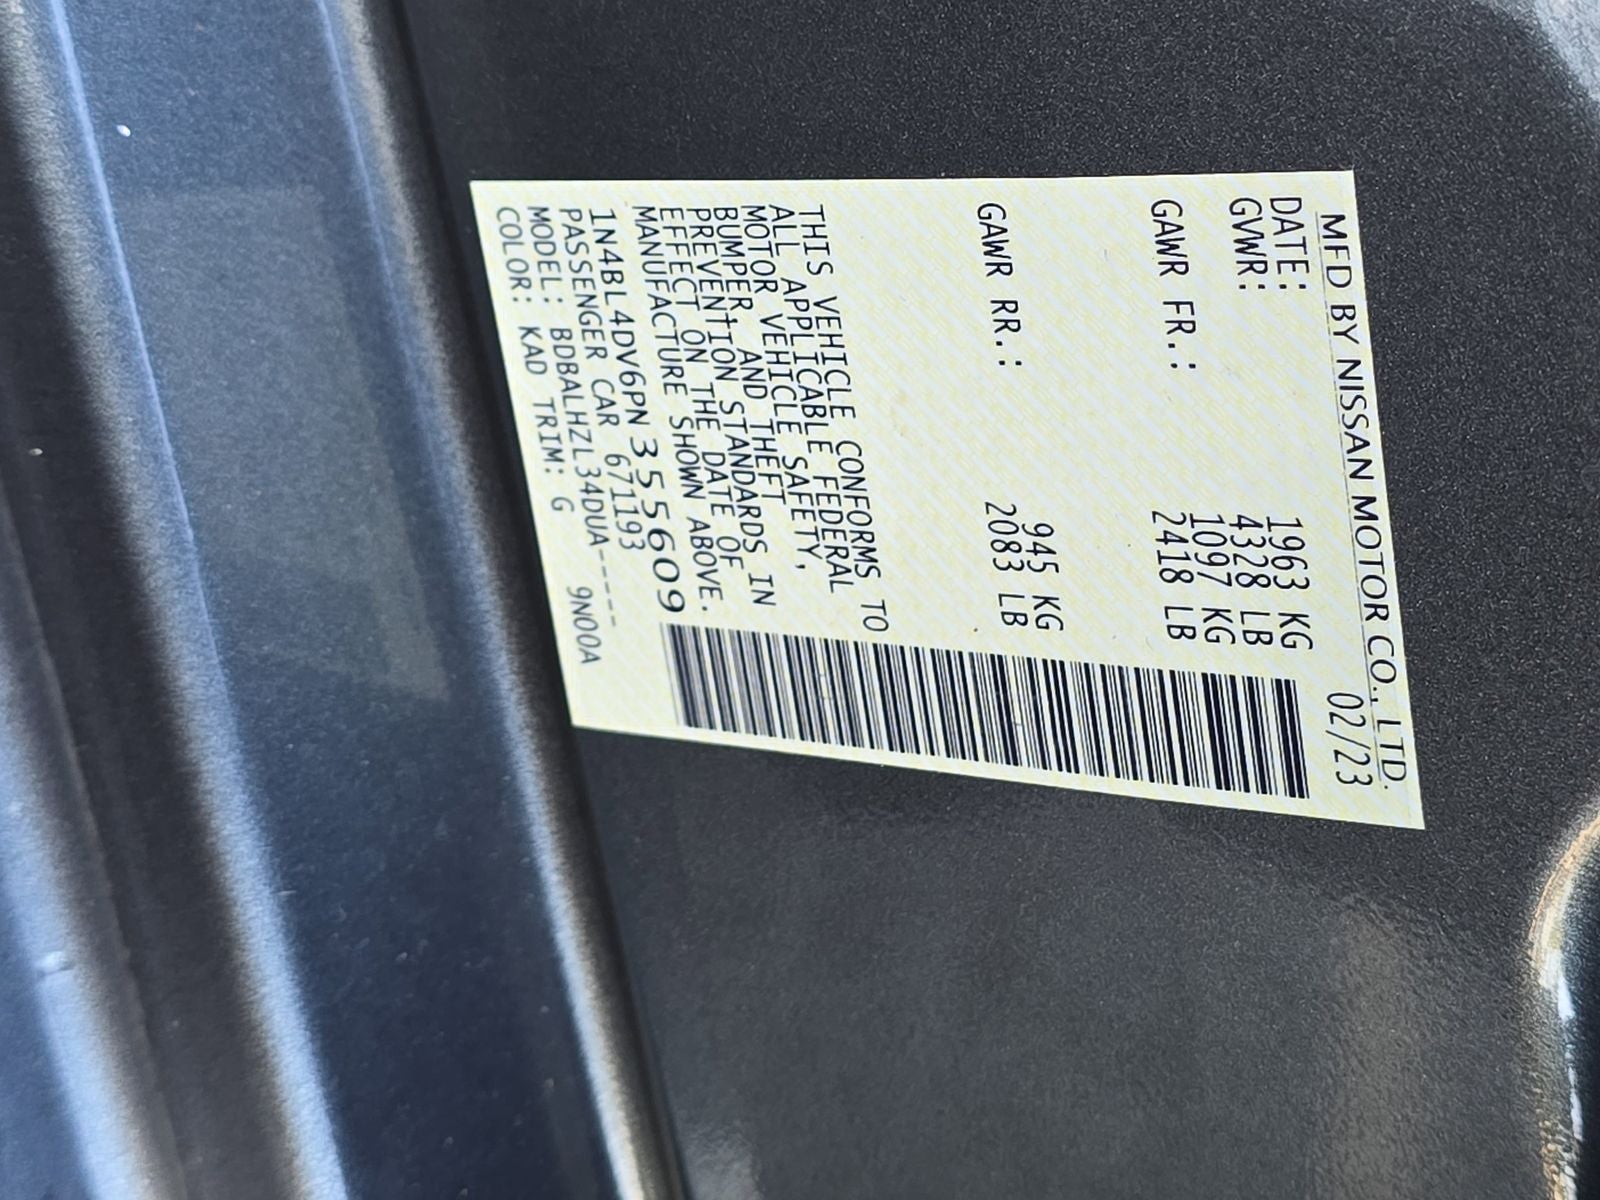 MFD BY NISSAN MOTOR CO., LTD.
DATE: 02/23
GVWR: 1963 KG
4328 LB
GAWR FR.: 1097 KG
2418 LB
GAWR RR.: 945 KG
2083 LB
THIS VEHICLE CONFORMS TO
ALL APPLICABLE FEDERAL
MOTOR VEHICLE SAFETY,
BUMPER, AND THEFT
PREVENTION STANDARDS IN
EFFECT ON THE DATE OF
MANUFACTURE SHOWN ABOVE.
1N4BL4DV6PN355609
PASSENGER CAR 671193
MODEL: BDBALHZL34DUA-----
COLOR: KAD TRIM: G 9N00A